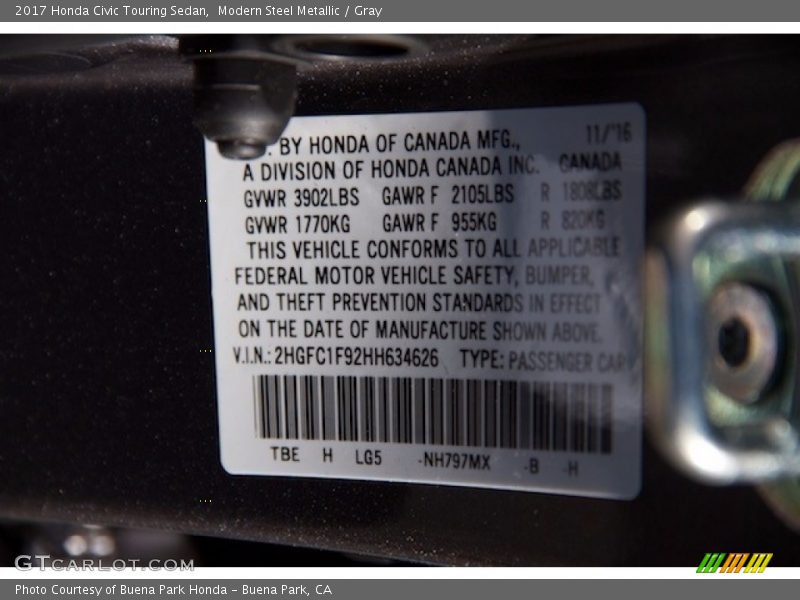 2017 Honda Civic Touring Sedan,  Modern Steel Metallic / Gray
. BY HONDA OF CANADA MFG., 11/'16
A DIVISION OF HONDA CANADA INC. CANADA
GVWR 3902LBS GAWR F 2105LBS R 1808LBS
GVWR 1770KG GAWR F 955KG R 820KG
THIS VEHICLE CONFORMS TO ALL APPLICABLE
FEDERAL MOTOR VEHICLE SAFETY, BUMPER,
AND THEFT PREVENTION STANDARDS IN EFFECT
ON THE DATE OF MANUFACTURE SHOWN ABOVE.
V.I.N.: 2HGFC1F92HH634626 TYPE: PASSENGER CAR
TBE H LG5 -NH797MX -B -H
GTCARLOT.COM
Photo Courtesy of Buena Park Honda – Buena Park, CA